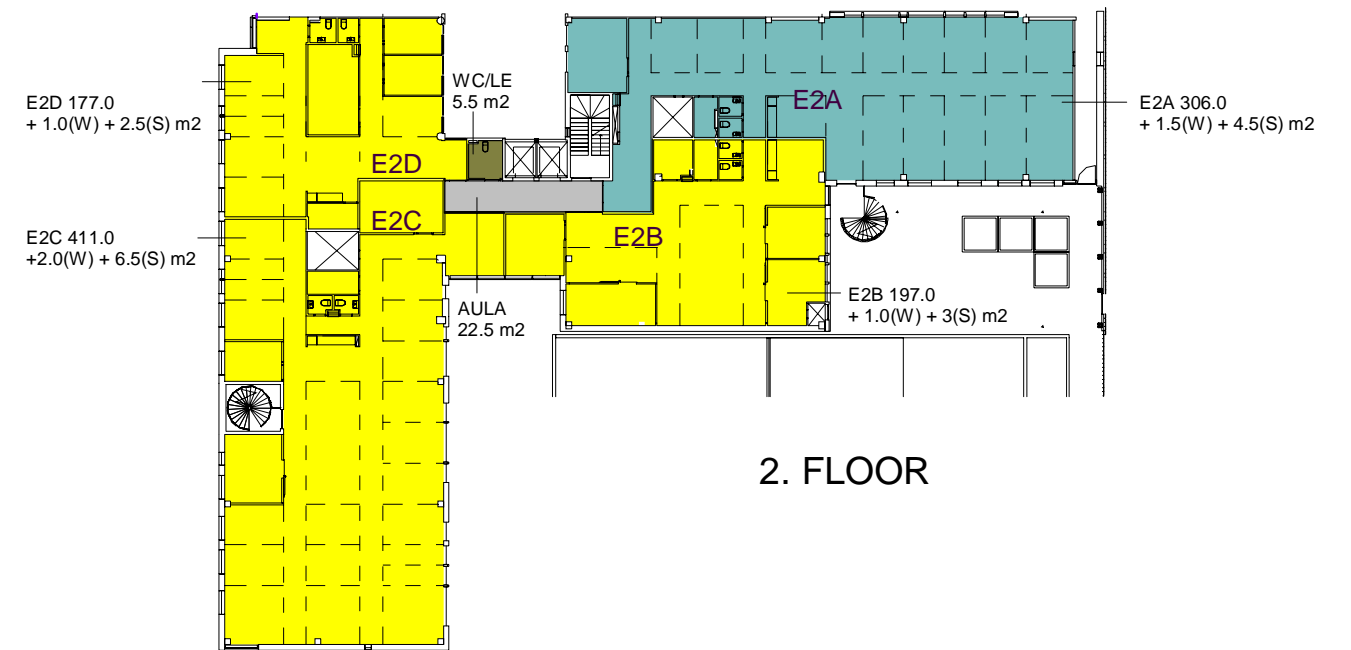 WC/LE
5.5 m2
E2D 177.0
+ 1.0(W) + 2.5(S) m2
E2A
E2A 306.0
+ 1.5(W) + 4.5(S) m2
E2D
E2C
E2B
E2C 411.0
+2.0(W) + 6.5(S) m2
AULA
22.5 m2
E2B 197.0
+ 1.0(W) + 3(S) m2
2. FLOOR